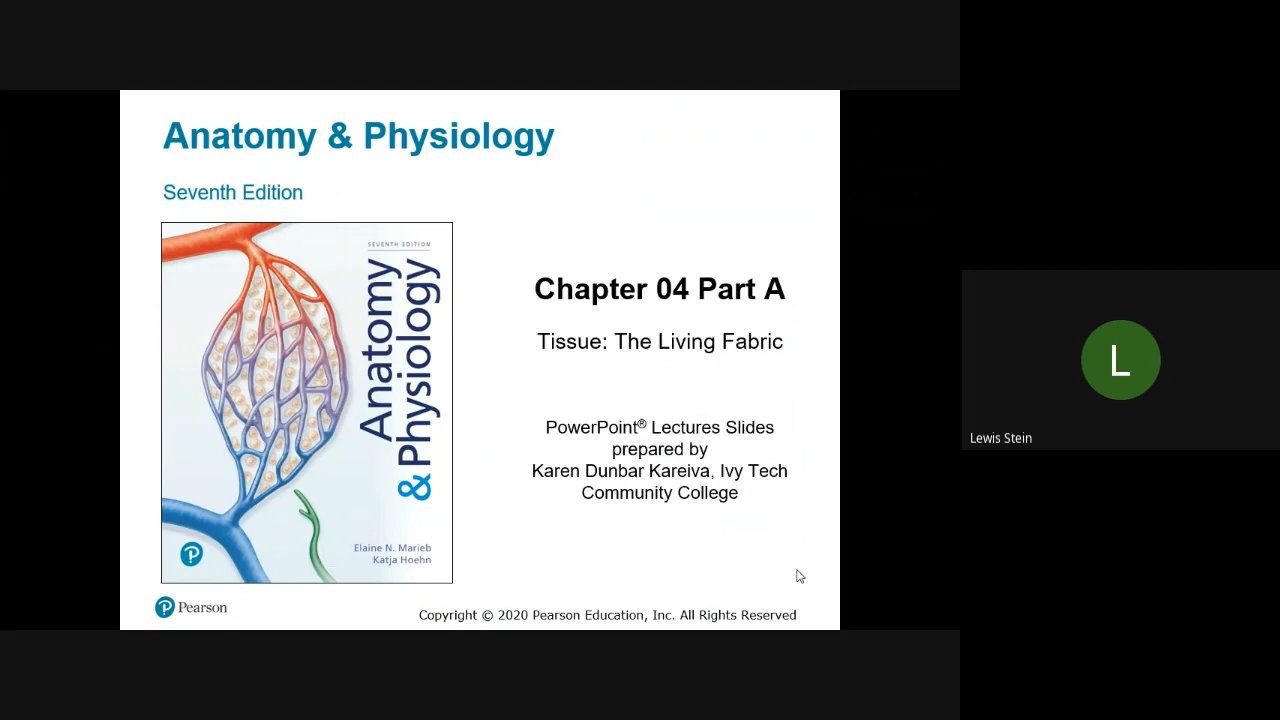 Anatomy & Physiology
Seventh Edition
SEVENTH EDITION
Anatomy
& Physiology
Elaine N. Marieb
Katja Hoehn
P
Chapter 04 Part A
Tissue: The Living Fabric
PowerPoint® Lectures Slides
prepared by
Karen Dunbar Kareiva, Ivy Tech
Community College
P Pearson
Copyright © 2020 Pearson Education, Inc. All Rights Reserved
L
Lewis Stein